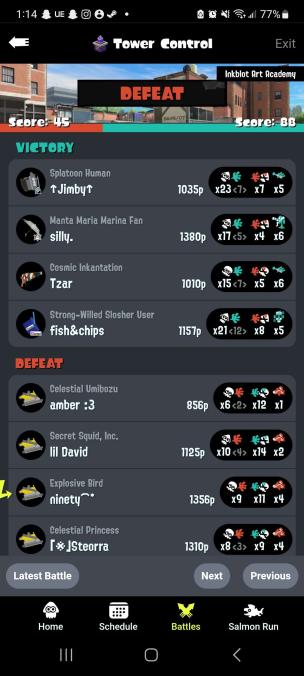 1:14 UE 77%
Tower Control Exit
Inkblot Art Academy
DEFEAT
Score: 45 Score: 88
VICTORY
Splatoon Human
↑Jimby↑ 1035p x23<7> x7 x5
Manta Maria Marina Fan
silly. 1380p x17<5> x4 x6
Cosmic Inkantation
Tzar 1010p x15<7> x5 x6
Strong-Willed Slosher User
fish&chips 1157p x21<12> x8 x5
DEFEAT
Celestial Umibozu
amber :3 856p x6<2> x12 x1
Secret Squid, Inc.
lil David 1125p x10<4> x14 x2
Explosive Bird
ninety⌒* 1356p x9 x11 x4
Celestial Princess
「※」Steorra 1310p x8<3> x9 x4
Latest Battle Next Previous
Home Schedule Battles Salmon Run